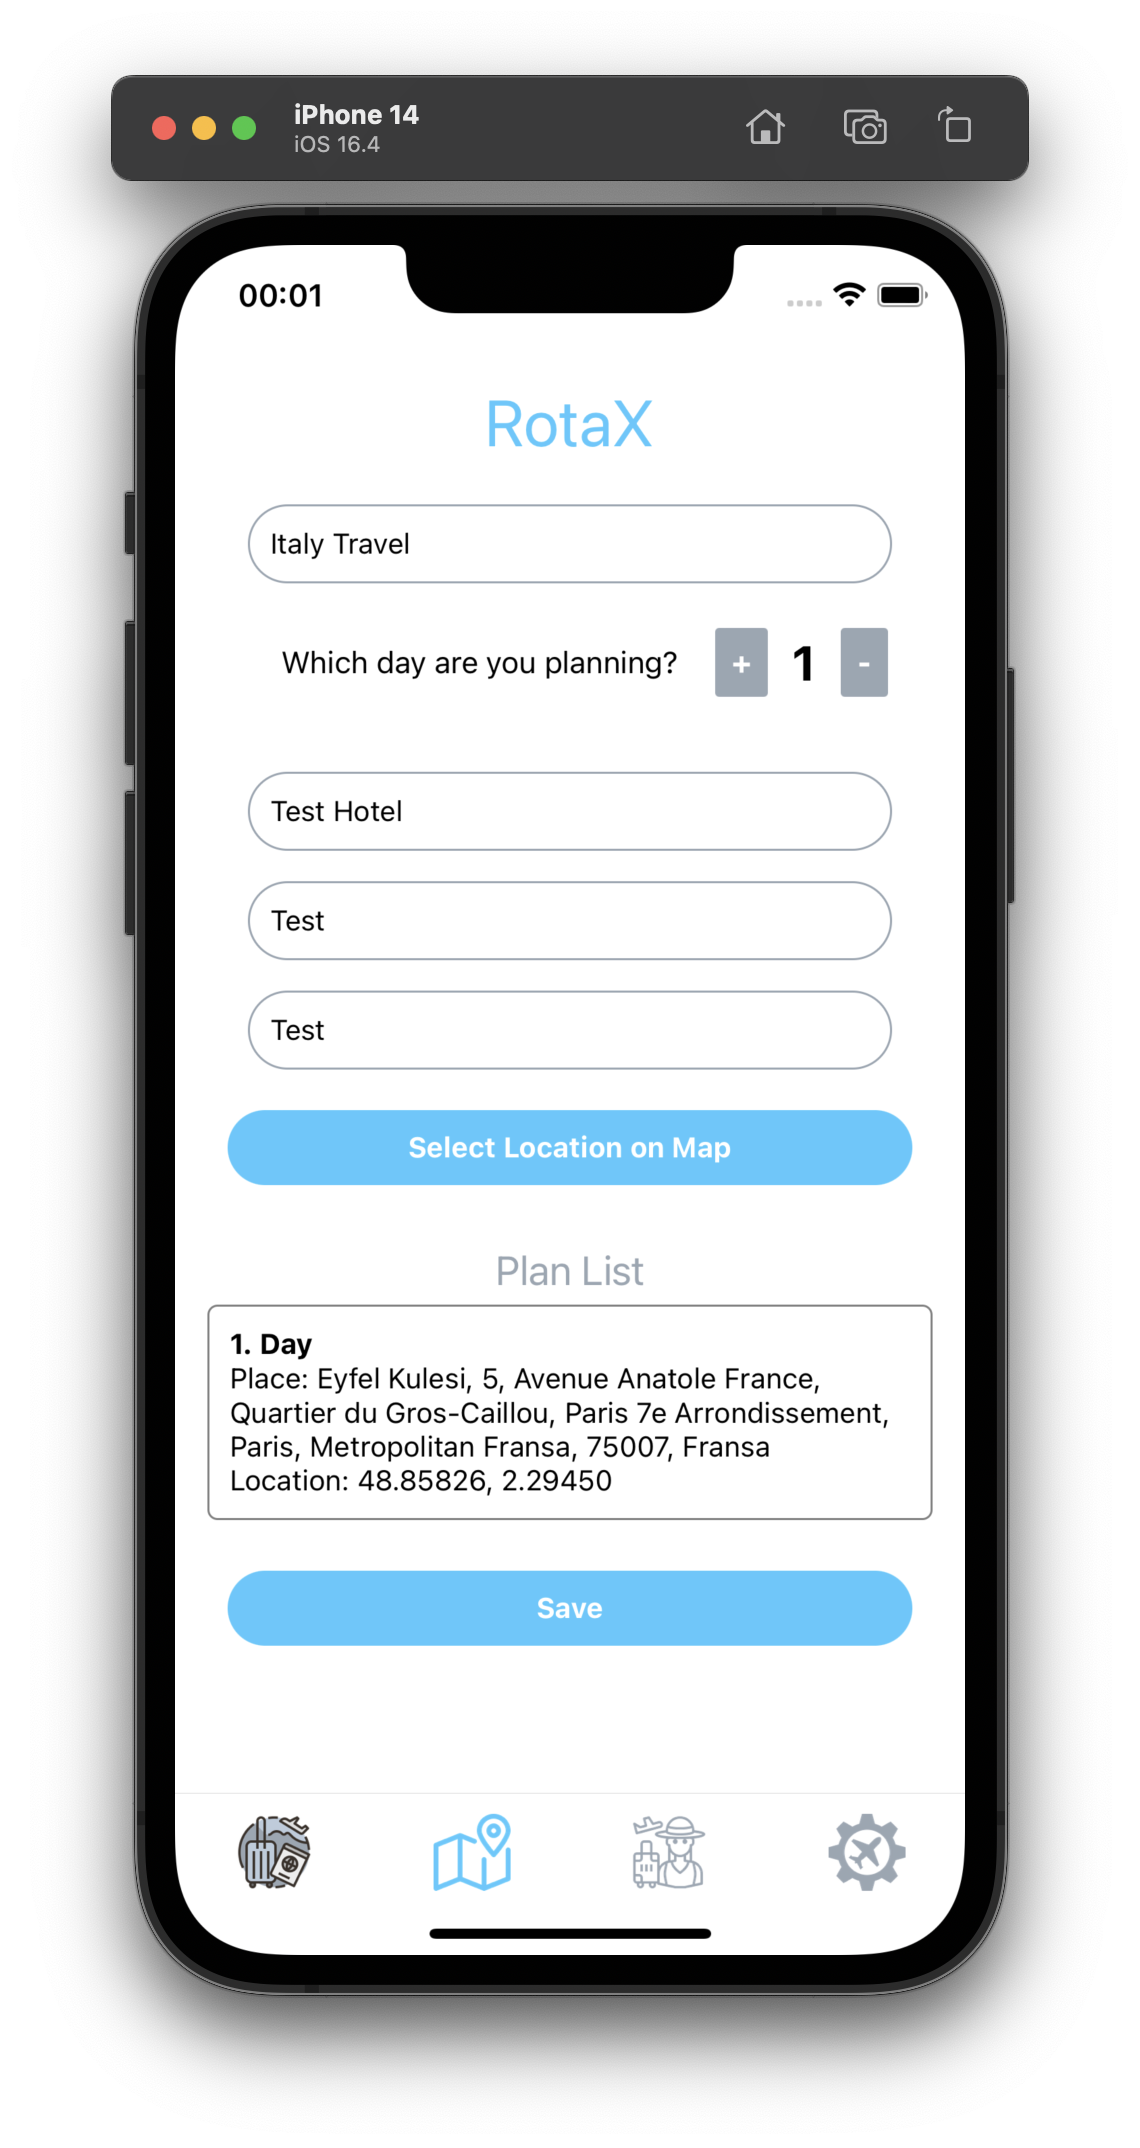 iPhone 14
iOS 16.4
00:01
RotaX
Italy Travel
Which day are you planning? + 1 -
Test Hotel
Test
Test
Select Location on Map
Plan List
1. Day
Place: Eyfel Kulesi, 5, Avenue Anatole France,
Quartier du Gros-Caillou, Paris 7e Arrondissement,
Paris, Metropolitan Fransa, 75007, Fransa
Location: 48.85826, 2.29450
Save